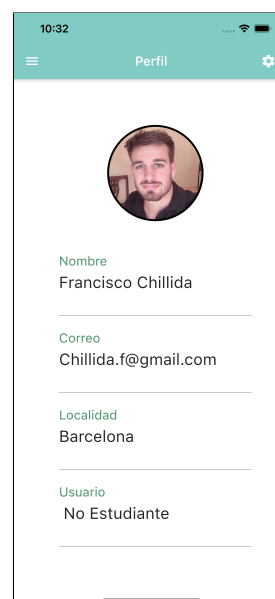 10:32
Perfil
Nombre
Francisco Chillida
Correo
Chillida.f@gmail.com
Localidad
Barcelona
Usuario
No Estudiante